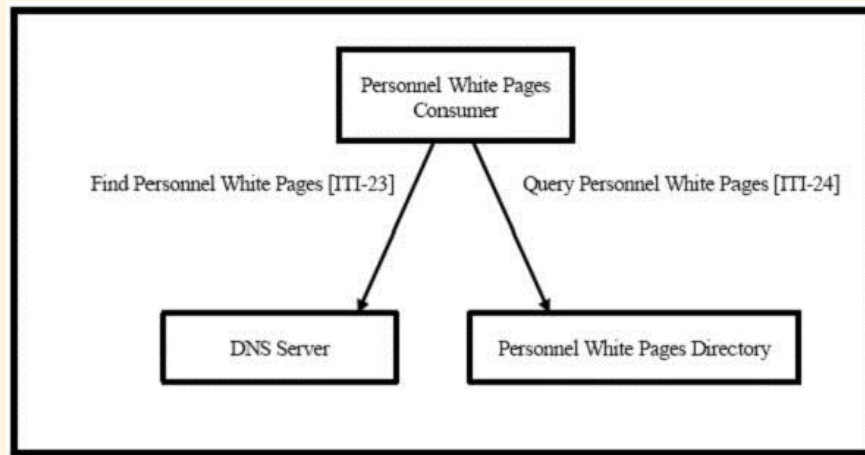 Personnel White Pages
Consumer
Find Personnel White Pages [ITI-23]
Query Personnel White Pages [ITI-24]
DNS Server
Personnel White Pages Directory